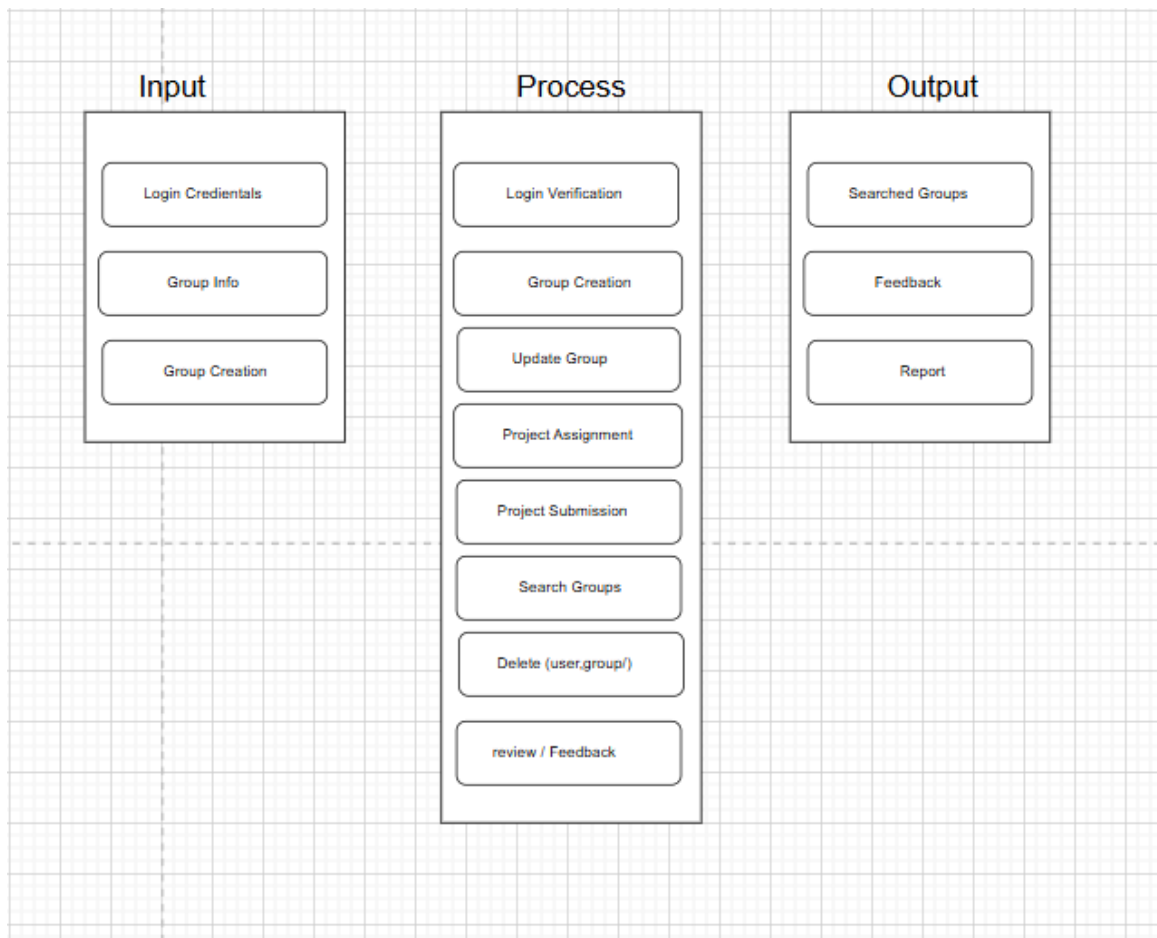 Input
Login Credientals
Group Info
Group Creation
Process
Login Verification
Group Creation
Update Group
Project Assignment
Project Submission
Search Groups
Delete (user,group/)
review / Feedback
Output
Searched Groups
Feedback
Report